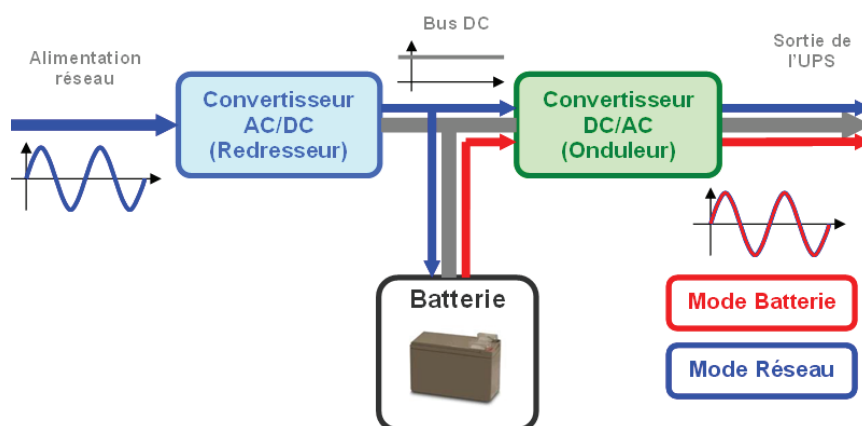 Bus DC
Alimentation
réseau
Sortie de
l'UPS
Convertisseur
AC/DC
(Redresseur)
Convertisseur
DC/AC
(Onduleur)
Batterie
Mode Batterie
Mode Réseau